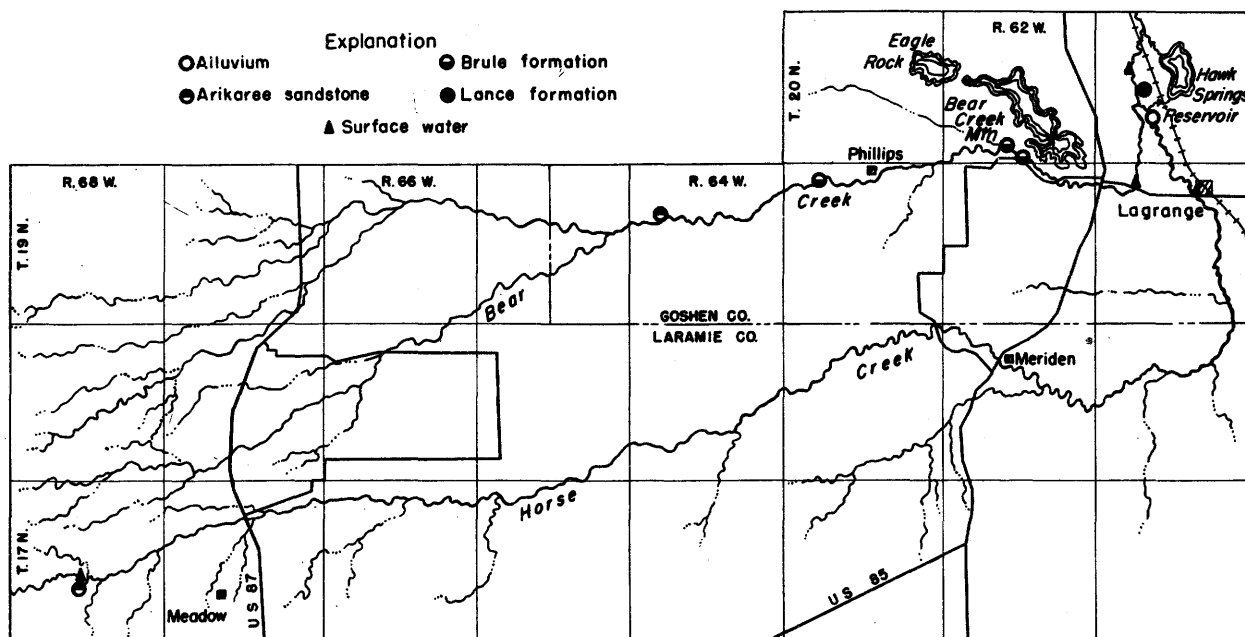 Explanation
Alluvium
Brule formation
Arikaree sandstone
Lance formation
Surface water
R. 62 W.
Eagle
Rock
T. 20 N.
Hawk
Springs
Reservoir
Bear
Creek
Mtn
Phillips
R. 68 W.
R. 66 W.
R. 64 W.
Creek
Lagrange
T. 19 N.
Bear
GOSHEN CO.
LARAMIE CO.
Creek
Meriden
Horse
T. 17 N.
US 87
US 85
Meadow